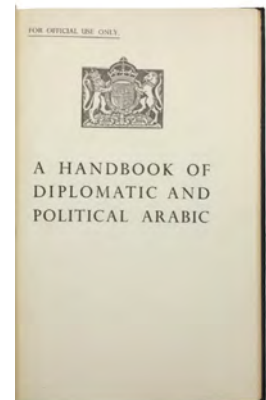 FOR OFFICIAL USE ONLY.
A HANDBOOK OF
DIPLOMATIC AND
POLITICAL ARABIC